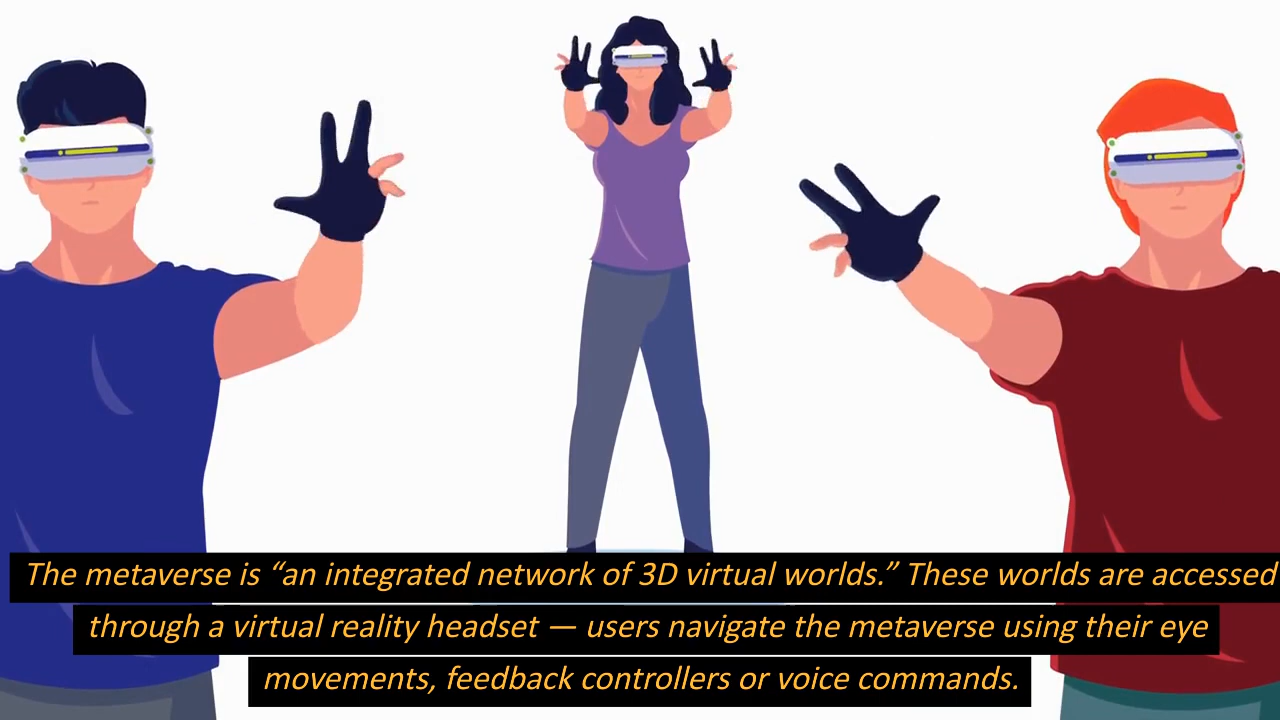 The metaverse is “an integrated network of 3D virtual worlds.” These worlds are accessed
through a virtual reality headset — users navigate the metaverse using their eye
movements, feedback controllers or voice commands.